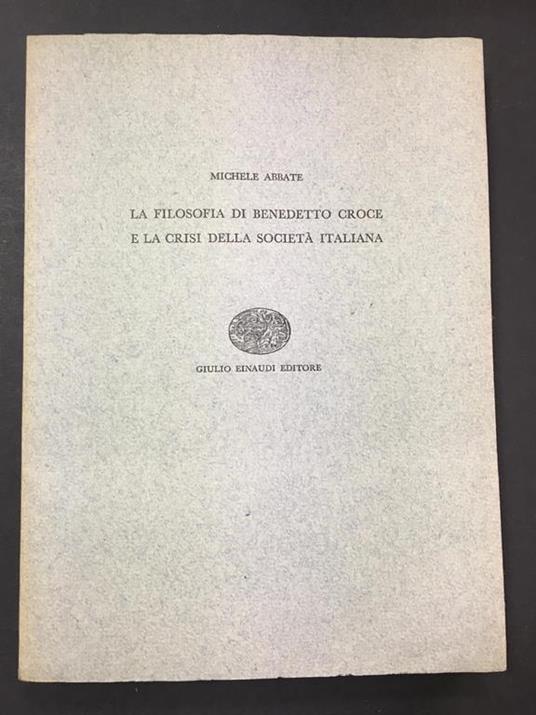 MICHELE ABBATE
LA FILOSOFIA DI BENEDETTO CROCE
E LA CRISI DELLA SOCIETÀ ITALIANA
GIULIO EINAUDI EDITORE